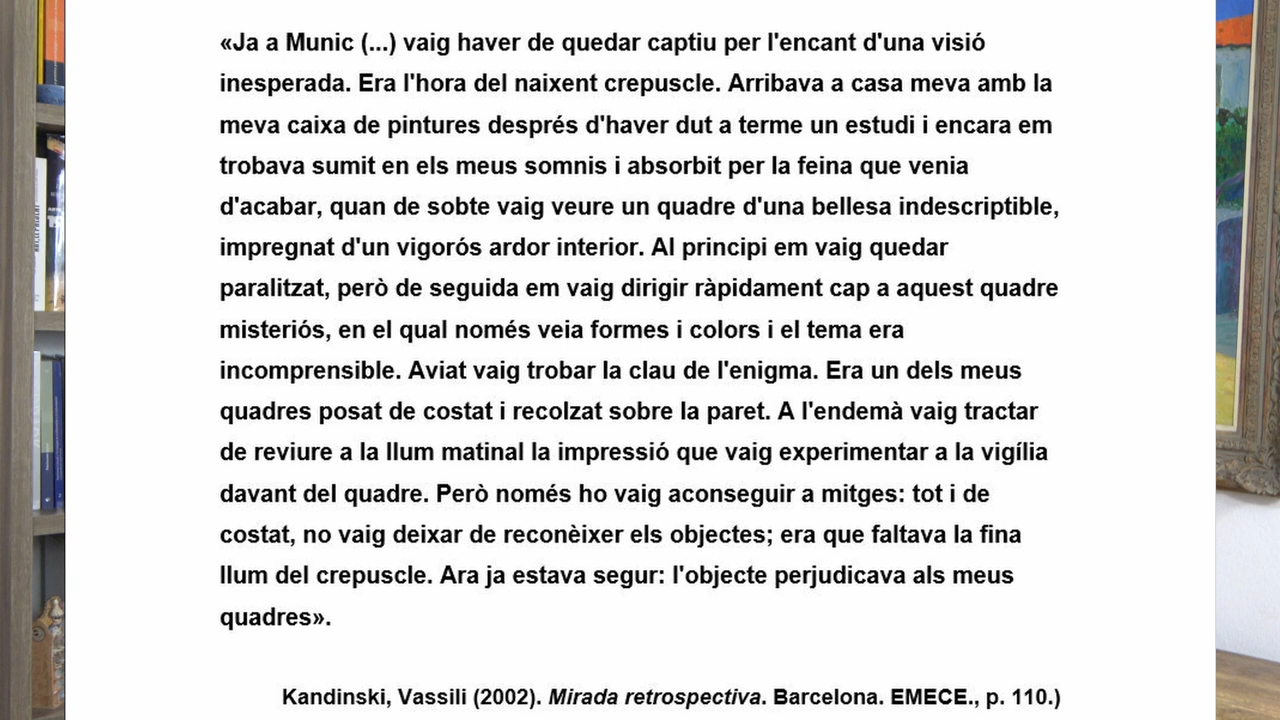 «Ja a Munic (...) vaig haver de quedar captiu per l'encant d'una visió
inesperada. Era l'hora del naixent crepuscle. Arribava a casa meva amb la
meva caixa de pintures després d'haver dut a terme un estudi i encara em
trobava sumit en els meus somnis i absorbit per la feina que venia
d'acabar, quan de sobte vaig veure un quadre d'una bellesa indescriptible,
impregnat d'un vigorós ardor interior. Al principi em vaig quedar
paralitzat, però de seguida em vaig dirigir ràpidament cap a aquest quadre
misteriós, en el qual només veia formes i colors i el tema era
incomprensible. Aviat vaig trobar la clau de l'enigma. Era un dels meus
quadres posat de costat i recolzat sobre la paret. A l'endemà vaig tractar
de reviure a la llum matinal la impressió que vaig experimentar a la vigília
davant del quadre. Però només ho vaig aconseguir a mitges: tot i de
costat, no vaig deixar de reconèixer els objectes; era que faltava la fina
llum del crepuscle. Ara ja estava segur: l'objecte perjudicava als meus
quadres».
Kandinski, Vassili (2002). Mirada retrospectiva. Barcelona. EMECE., p. 110.)